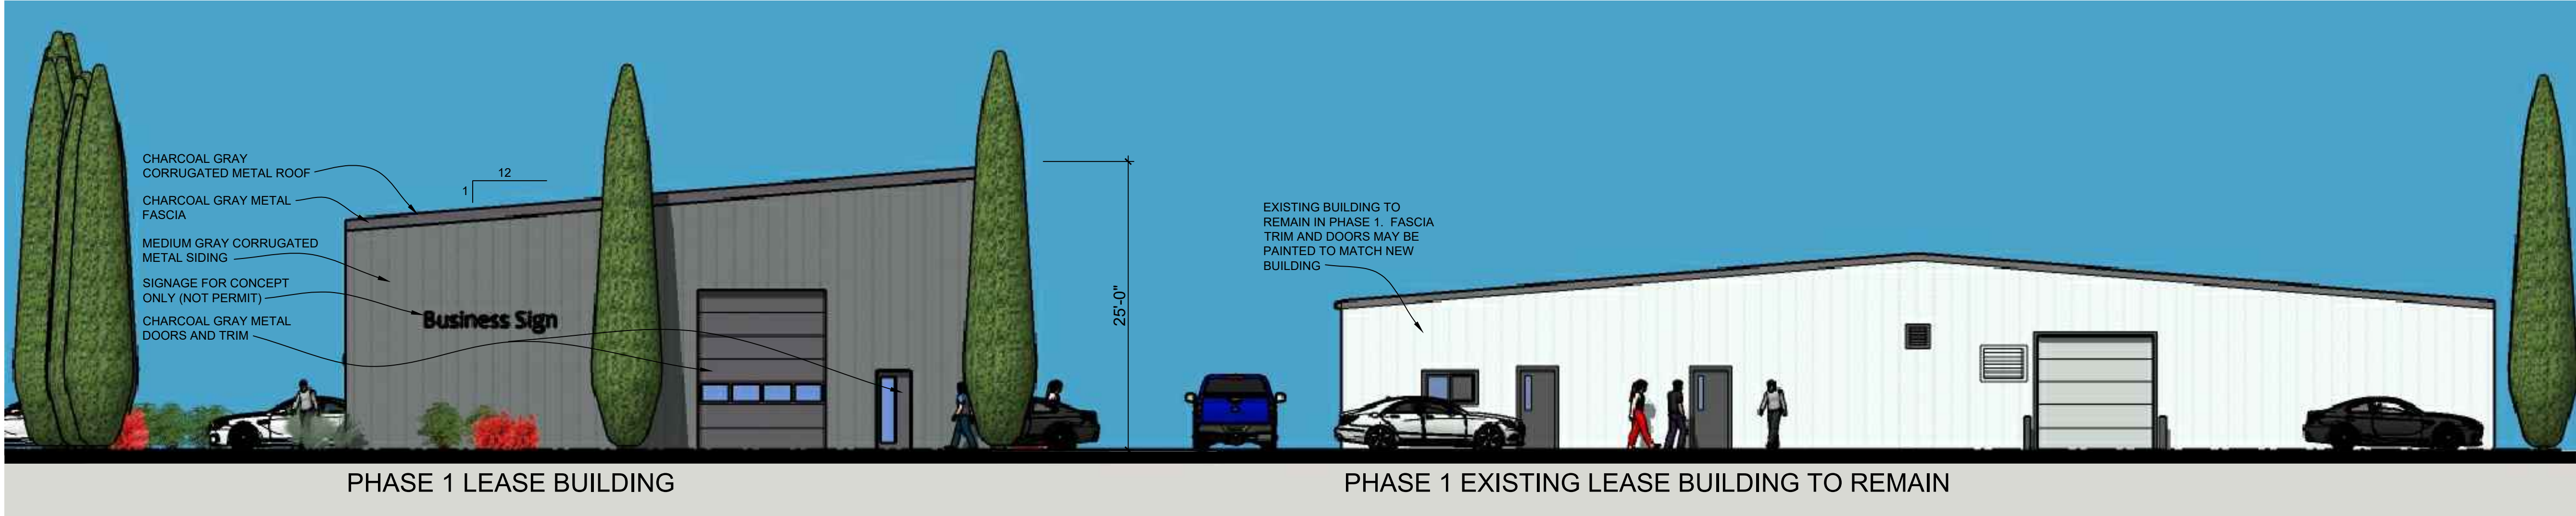 CHARCOAL GRAY
CORRUGATED METAL ROOF
CHARCOAL GRAY METAL
FASCIA
MEDIUM GRAY CORRUGATED
METAL SIDING
SIGNAGE FOR CONCEPT
ONLY (NOT PERMIT)
CHARCOAL GRAY METAL
DOORS AND TRIM
12
1
Business Sign
25'-0"
EXISTING BUILDING TO
REMAIN IN PHASE 1. FASCIA
TRIM AND DOORS MAY BE
PAINTED TO MATCH NEW
BUILDING
PHASE 1 LEASE BUILDING
PHASE 1 EXISTING LEASE BUILDING TO REMAIN